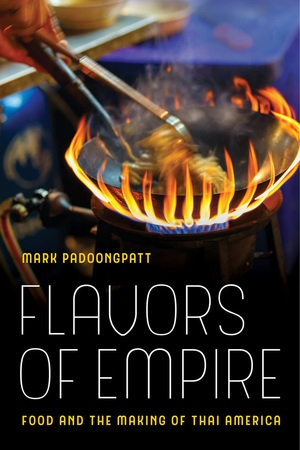 MARK PADOONGPATT
FLAVORS
OF EMPIRE
FOOD AND THE MAKING OF THAI AMERICA